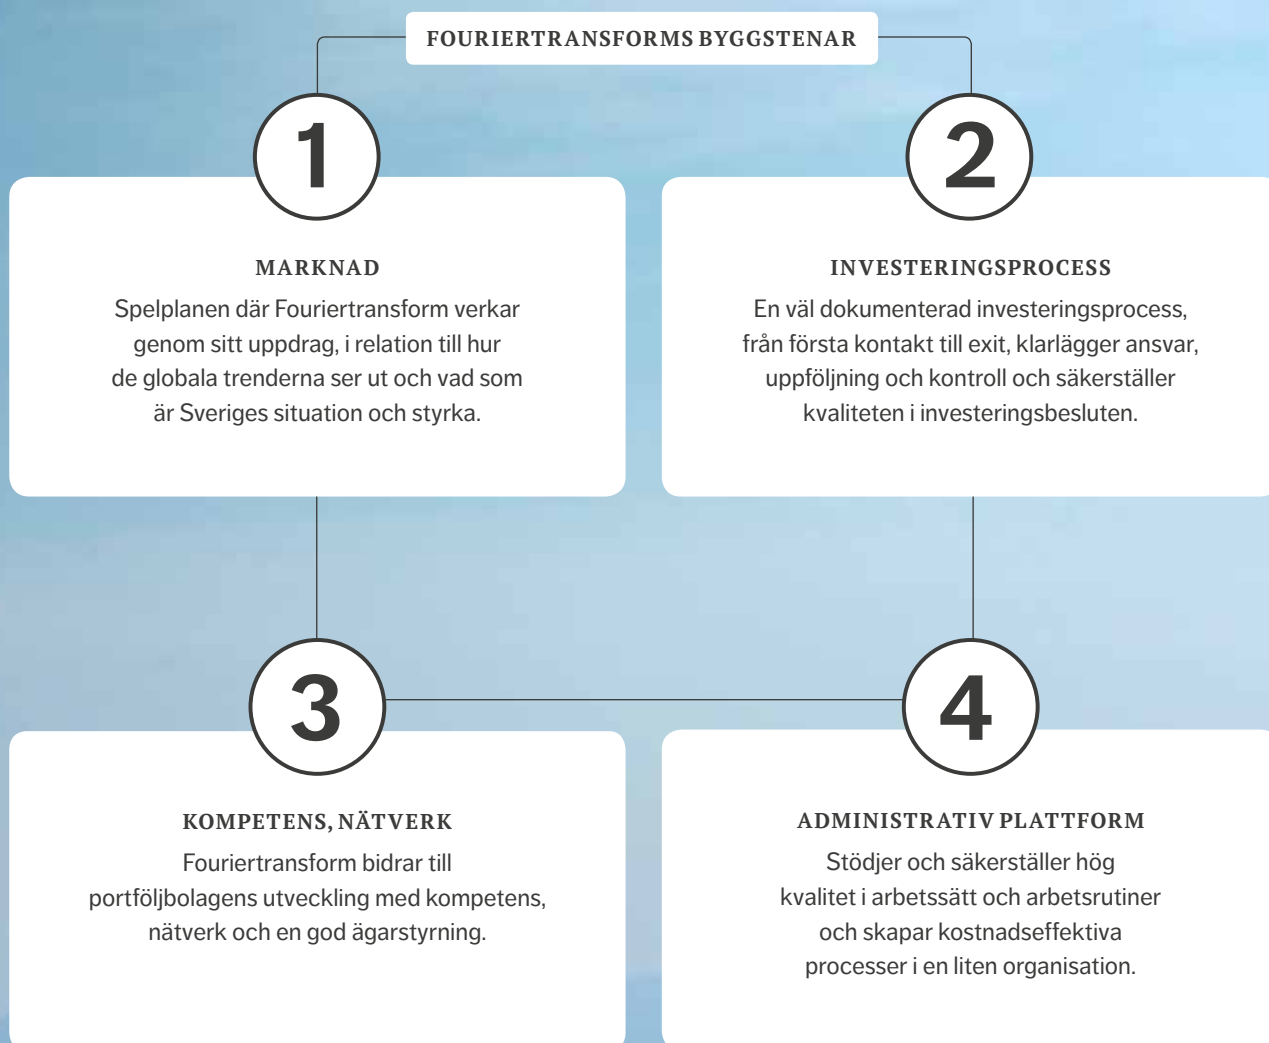 FOURIERTRANSFORMS BYGGSTENAR
1
MARKNAD
Spelplanen där Fouriertransform verkar
genom sitt uppdrag, i relation till hur
de globala trenderna ser ut och vad som
är Sveriges situation och styrka.
2
INVESTERINGSPROCESS
En väl dokumenterad investeringsprocess,
från första kontakt till exit, klarlägger ansvar,
uppföljning och kontroll och säkerställer
kvaliteten i investeringsbesluten.
3
KOMPETENS, NÄTVERK
Fouriertransform bidrar till
portföljbolagens utveckling med kompetens,
nätverk och en god ägarstyrning.
4
ADMINISTRATIV PLATTFORM
Stödjer och säkerställer hög
kvalitet i arbetssätt och arbetsrutiner
och skapar kostnadseffektiva
processer i en liten organisation.